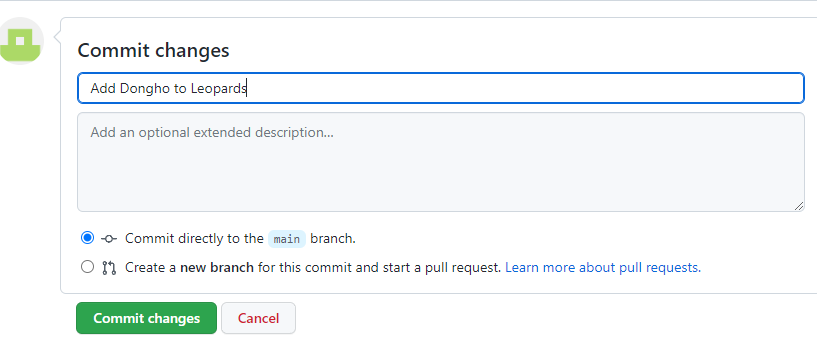 Commit changes
Add Dongho to Leopards
Add an optional extended description...
Commit directly to the main branch.
Create a new branch for this commit and start a pull request. Learn more about pull requests.
Commit changes
Cancel